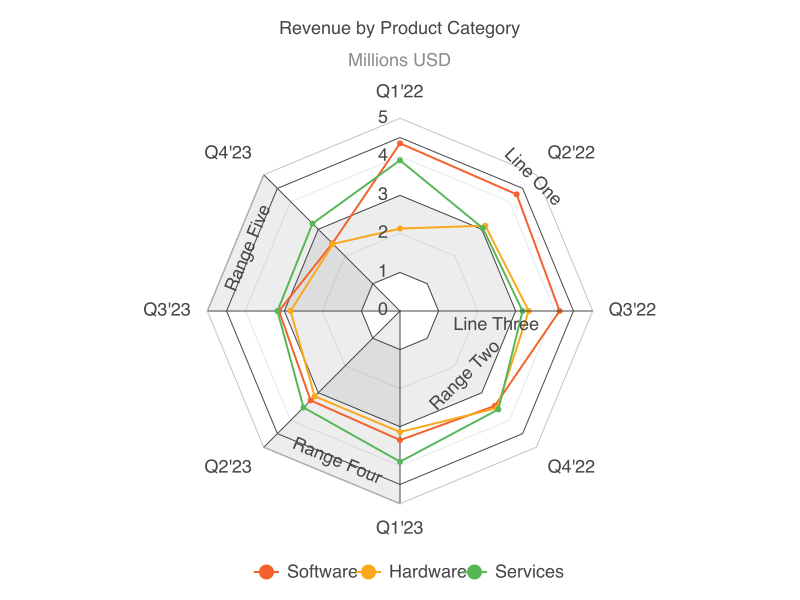 Revenue by Product Category
Millions USD
Q1'22
5
Q4'23
4
Line One
Q2'22
3
Range Five
2
1
Q3'23
0
Line Three
Q3'22
Range Two
Q2'23
Range Four
Q4'22
Q1'23
Software
Hardware
Services